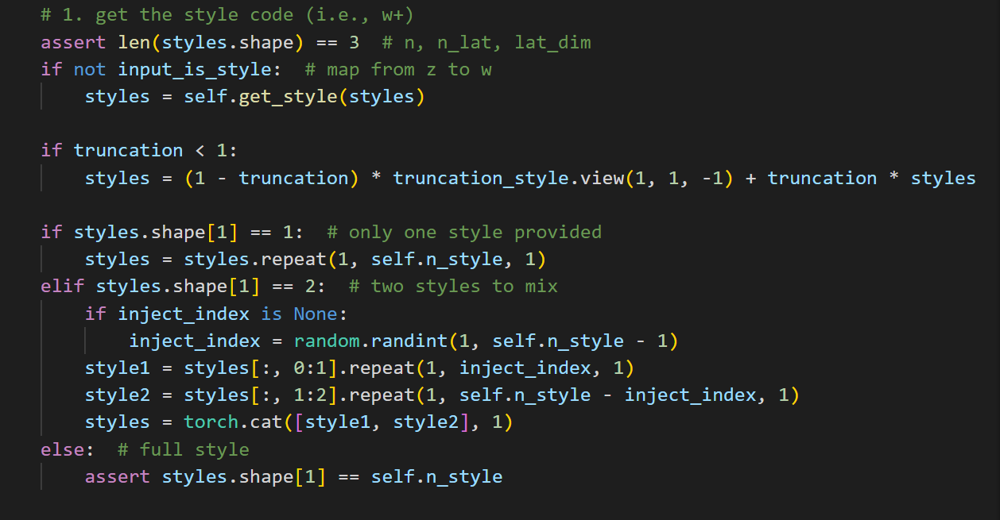 # 1. get the style code (i.e., w+)
assert len(styles.shape) == 3  # n, n_lat, lat_dim
if not input_is_style:  # map from z to w
    styles = self.get_style(styles)

if truncation < 1:
    styles = (1 - truncation) * truncation_style.view(1, 1, -1) + truncation * styles

if styles.shape[1] == 1:  # only one style provided
    styles = styles.repeat(1, self.n_style, 1)
elif styles.shape[1] == 2:  # two styles to mix
    if inject_index is None:
        inject_index = random.randint(1, self.n_style - 1)
    style1 = styles[:, 0:1].repeat(1, inject_index, 1)
    style2 = styles[:, 1:2].repeat(1, self.n_style - inject_index, 1)
    styles = torch.cat([style1, style2], 1)
else:  # full style
    assert styles.shape[1] == self.n_style